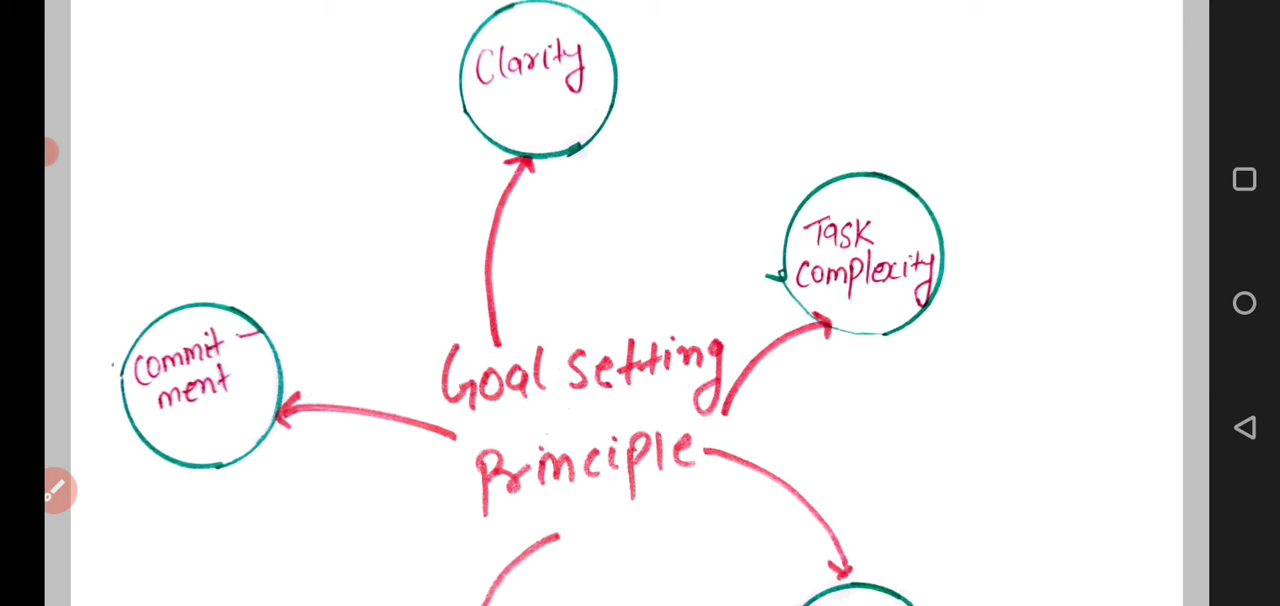 Clarity
Task
complexity
Commit-
ment
Goal setting
Principle